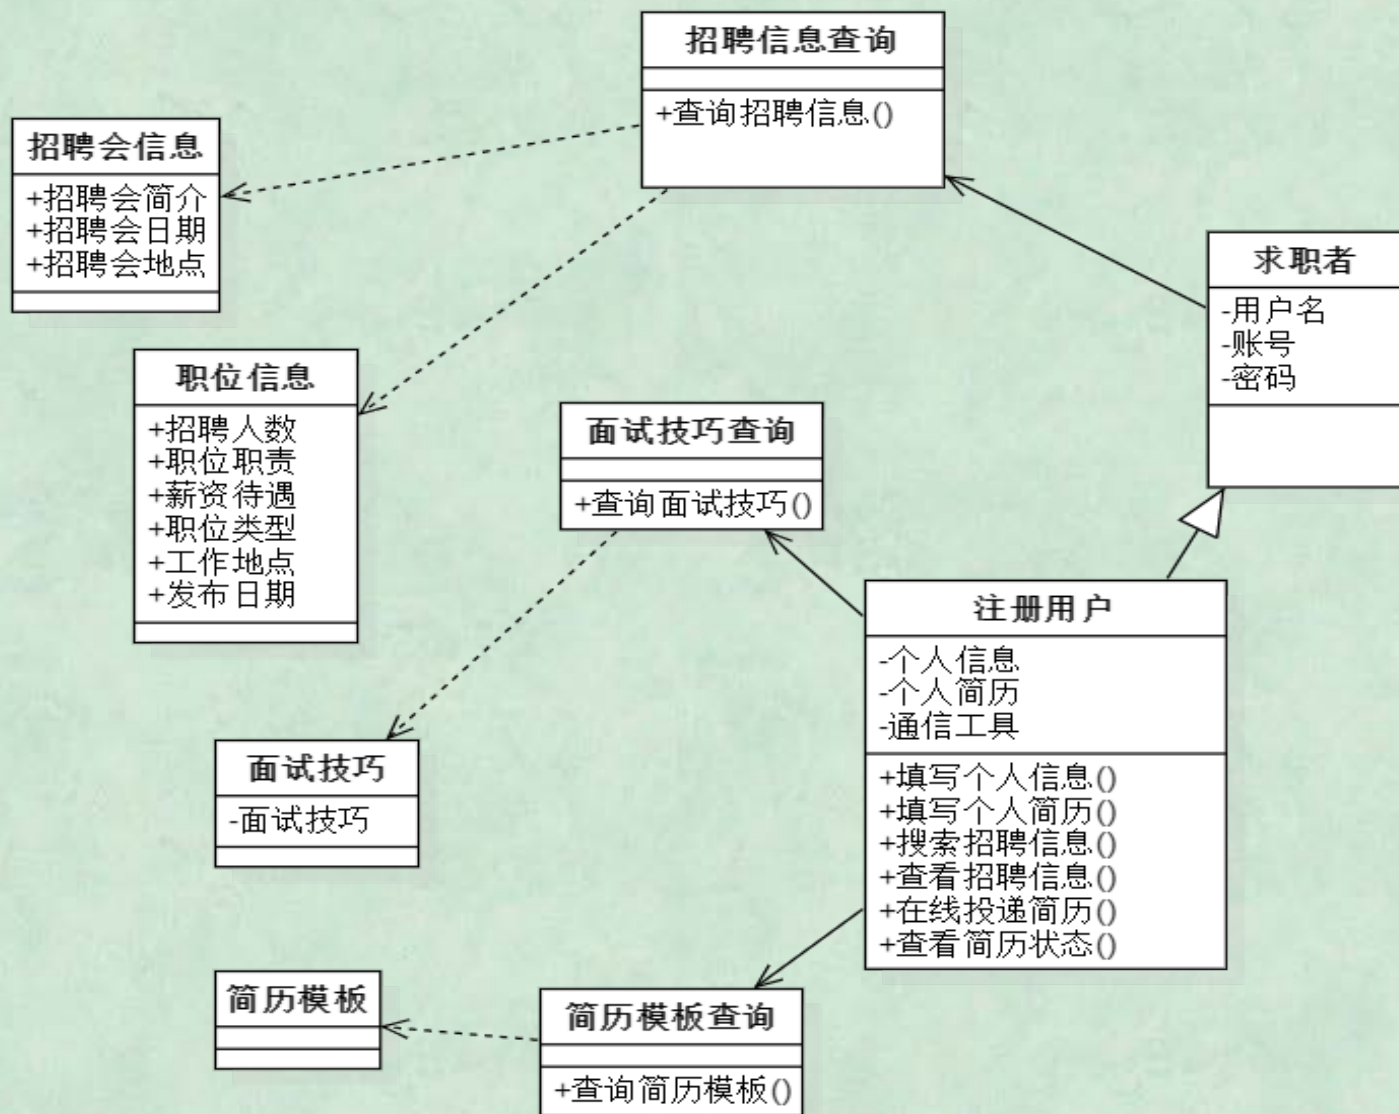 招聘信息查询
+查询招聘信息()
招聘会信息
+招聘会简介
+招聘会日期
+招聘会地点
求职者
-用户名
-账号
-密码
职位信息
+招聘人数
+职位职责
+薪资待遇
+职位类型
+工作地点
+发布日期
面试技巧查询
+查询面试技巧()
注册用户
-个人信息
-个人简历
-通信工具
+填写个人信息()
+填写个人简历()
+搜索招聘信息()
+查看招聘信息()
+在线投递简历()
+查看简历状态()
面试技巧
-面试技巧
简历模板
简历模板查询
+查询简历模板()